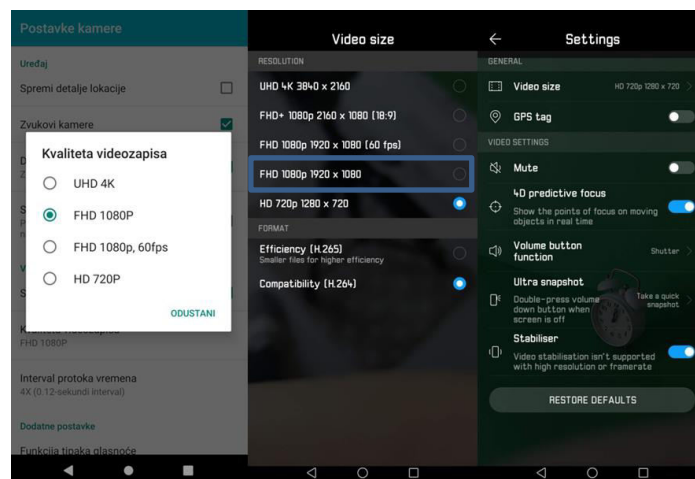 Postavke kamere
Uređaj
Spremi detalje lokacije
Zvukovi kamere
Kvaliteta videozapisa
UHD 4K
FHD 1080P
FHD 1080p, 60fps
HD 720P
ODUSTANI
FHD 1080P
Interval protoka vremena
4X (0.12-sekundi interval)
Dodatne postavke
Funkcija tipaka glasnoće
Video size
RESOLUTION
UHD 4K 3840 x 2160
FHD+ 1080p 2160 x 1080 (18:9)
FHD 1080p 1920 x 1080 (60 fps)
FHD 1080p 1920 x 1080
HD 720p 1280 x 720
FORMAT
Efficiency (H.265)
Smaller files for higher efficiency
Compatibility (H.264)
Settings
GENERAL
Video size HD 720p 1280 x 720
GPS tag
VIDEO SETTINGS
Mute
4D predictive focus
Show the points of focus on moving
objects in real time
Volume button
function Shutter
Ultra snapshot
Double-press volume
down button when
screen is off
Take a quick
snapshot
Stabiliser
Video stabilisation isn't supported
with high resolution or framerate
RESTORE DEFAULTS